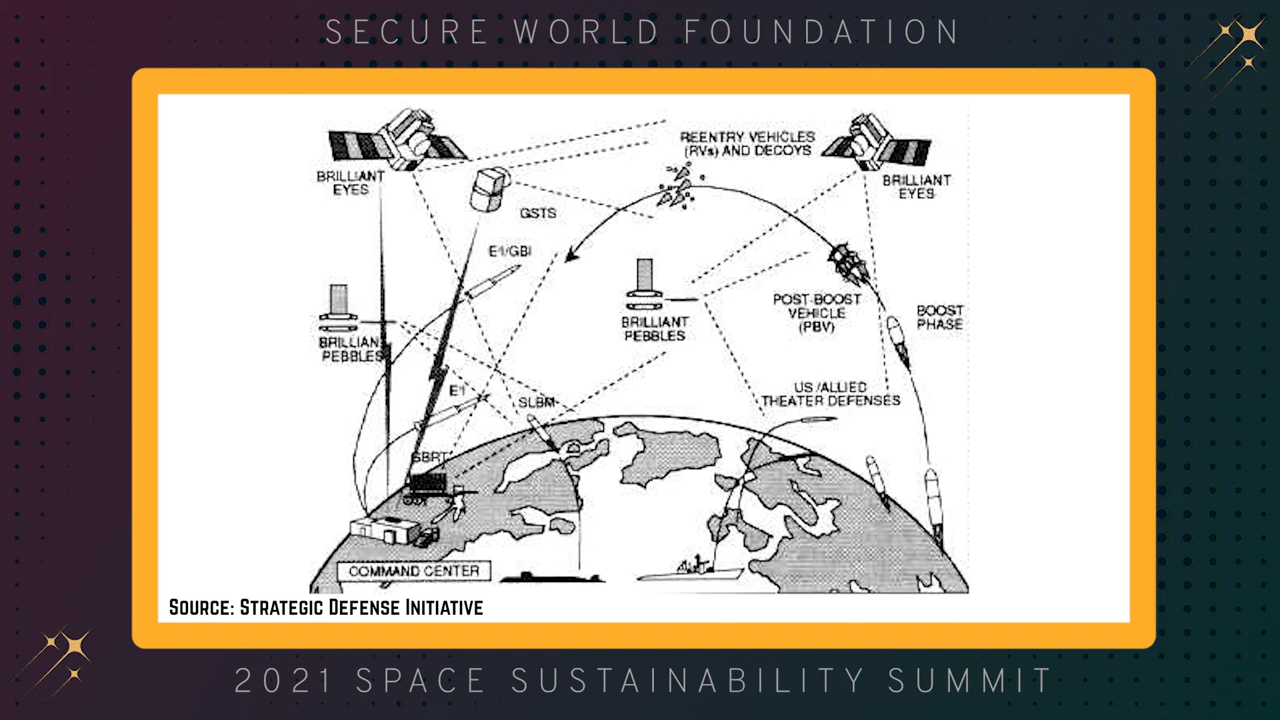 SECURE WORLD FOUNDATION
REENTRY VEHICLES
(RVs) AND DECOYS
BRILLIANT
EYES
BRILLIANT
EYES
GSTS
E1/GBI
POST-BOOST
VEHICLE
(PBV)
BOOST
PHASE
BRILLIANT
PEBBLES
BRILLIAN
PEBBLES
E1
SLBM
US /ALLIED
THEATER DEFENSES
GBRT
COMMAND CENTER
SOURCE: STRATEGIC DEFENSE INITIATIVE
2021 SPACE SUSTAINABILITY SUMMIT